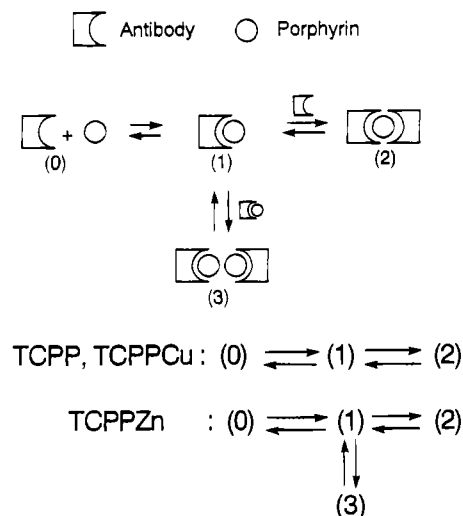 Antibody Porphyrin
+
(0) (1) (2)
(3)
TCPP, TCPPCu : (0) (1) (2)
TCPPZn : (0) (1) (2)
(3)